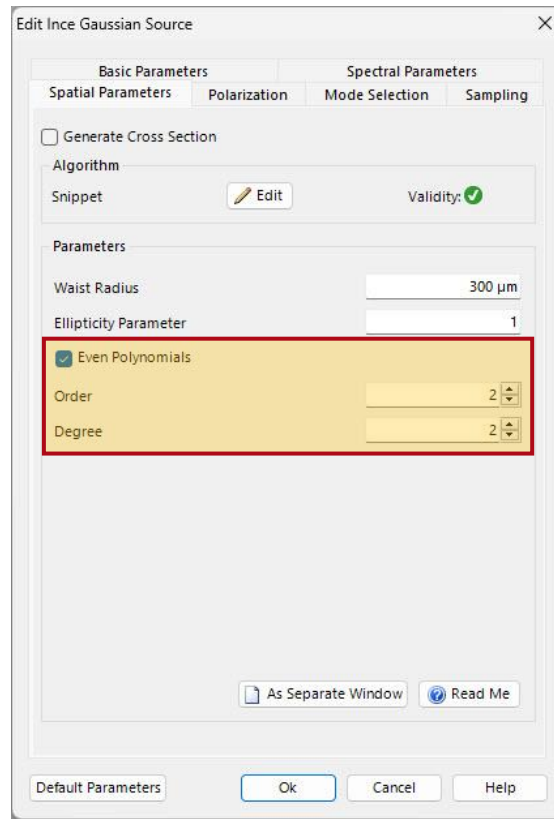 Edit Ince Gaussian Source
Basic Parameters Spectral Parameters
Spatial Parameters Polarization Mode Selection Sampling
Generate Cross Section
Algorithm
Snippet Edit Validity:
Parameters
Waist Radius 300 µm
Ellipticity Parameter 1
Even Polynomials
Order 2
Degree 2
As Separate Window Read Me
Default Parameters Ok Cancel Help